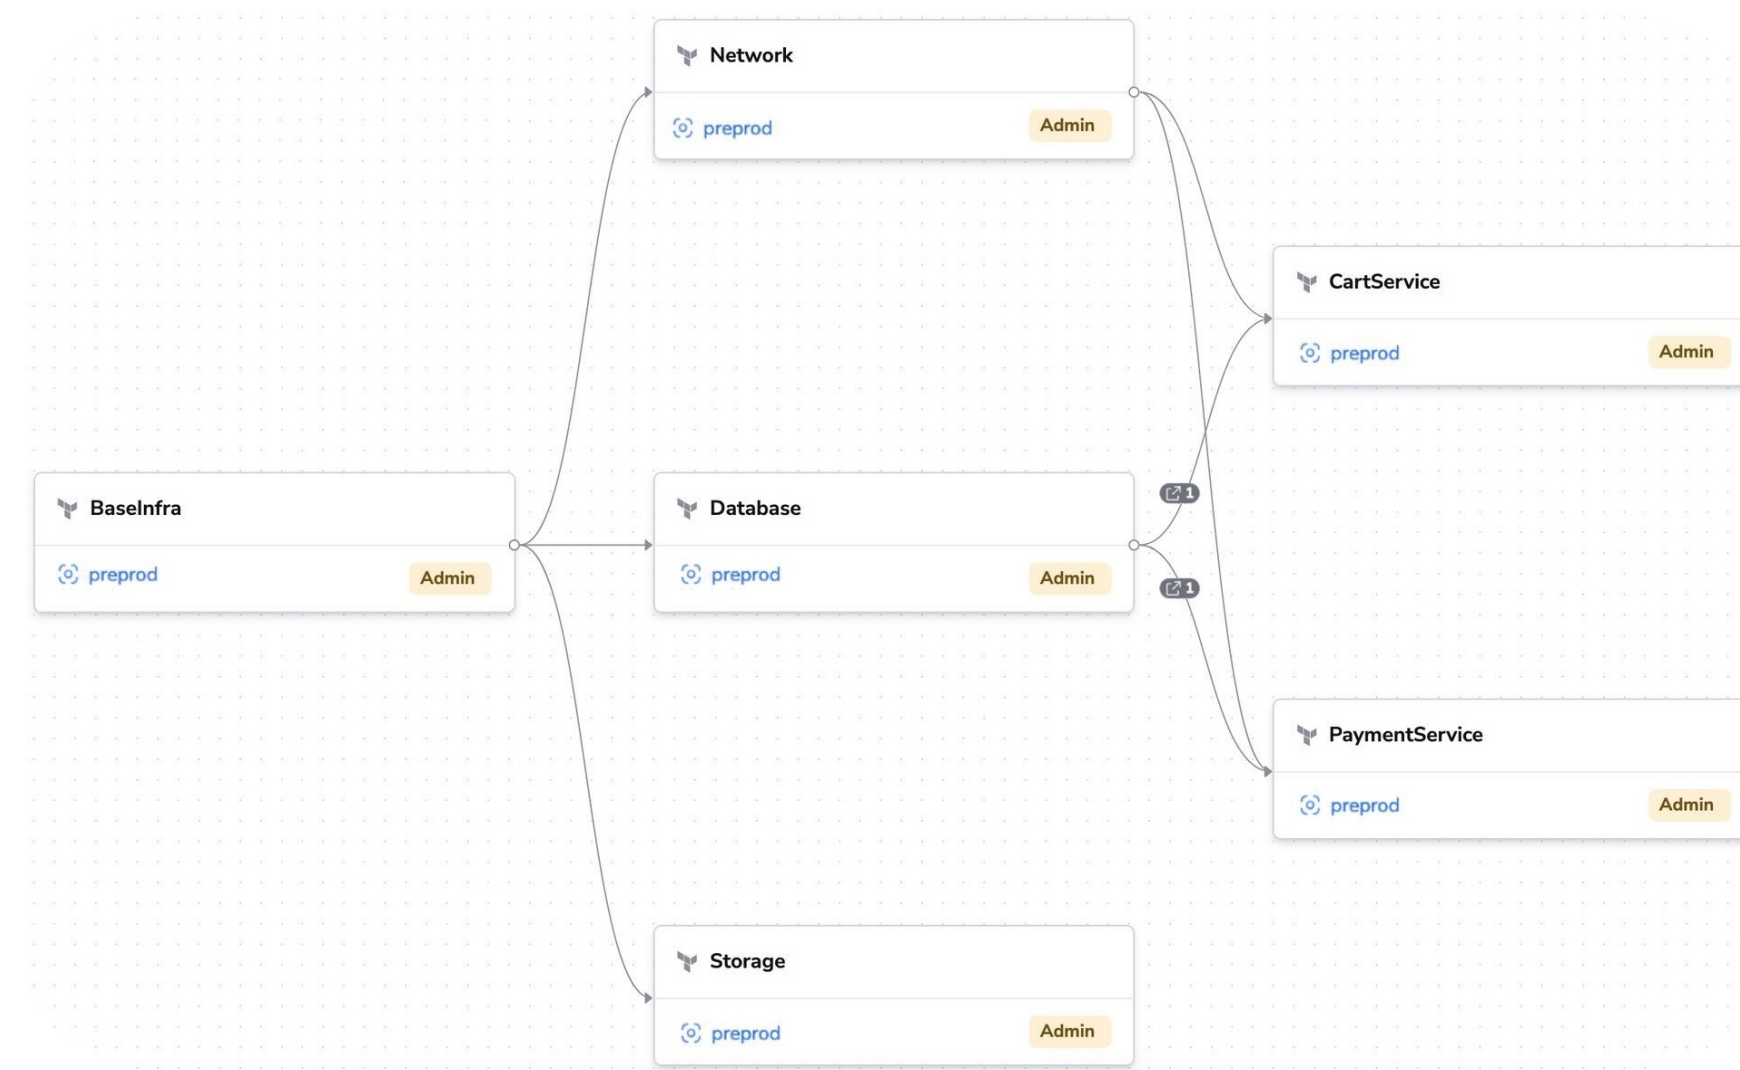 Network
preprod
Admin
CartService
preprod
Admin
1
BaseInfra
preprod
Admin
Database
preprod
Admin
1
PaymentService
preprod
Admin
Storage
preprod
Admin